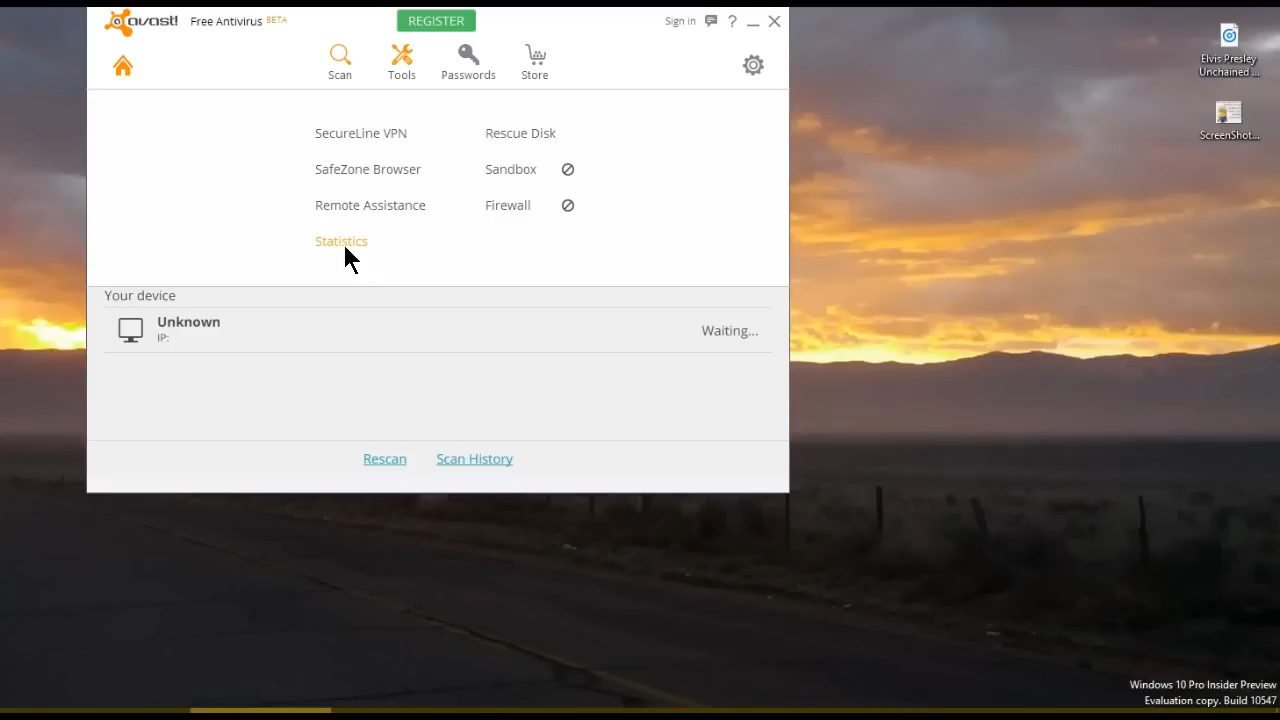 avast! Free Antivirus BETA REGISTER Sign in ?
Scan Tools Passwords Store
SecureLine VPN Rescue Disk
SafeZone Browser Sandbox
Remote Assistance Firewall
Statistics
Your device
Unknown
IP:
Waiting...
Rescan Scan History
Elvis Presley
Unchained ...
ScreenShot...
Windows 10 Pro Insider Preview
Evaluation copy. Build 10547